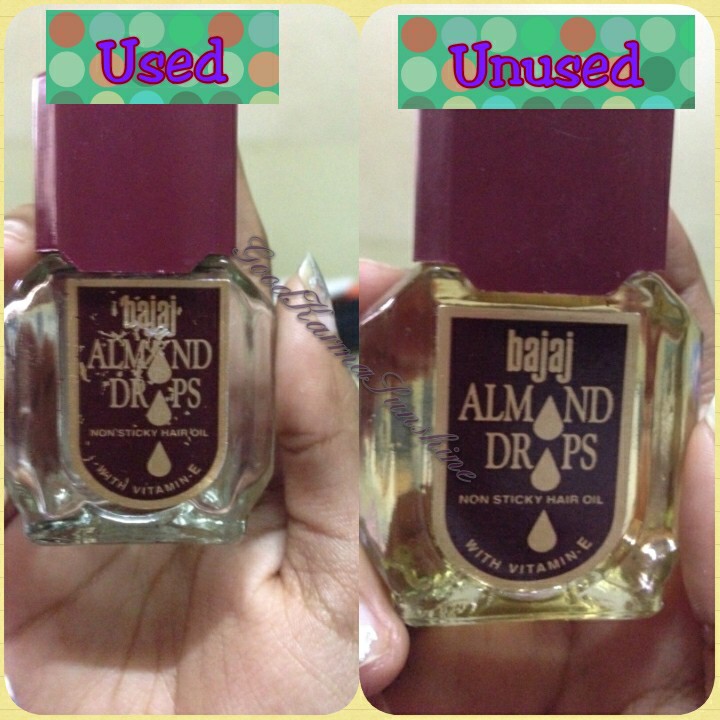 Used
bajaj
ALMOND
DROPS
NON STICKY HAIR OIL
WITH VITAMIN-E
Unused
bajaj
ALMOND
DROPS
NON STICKY HAIR OIL
WITH VITAMIN-E
GoodKarmaSunshine